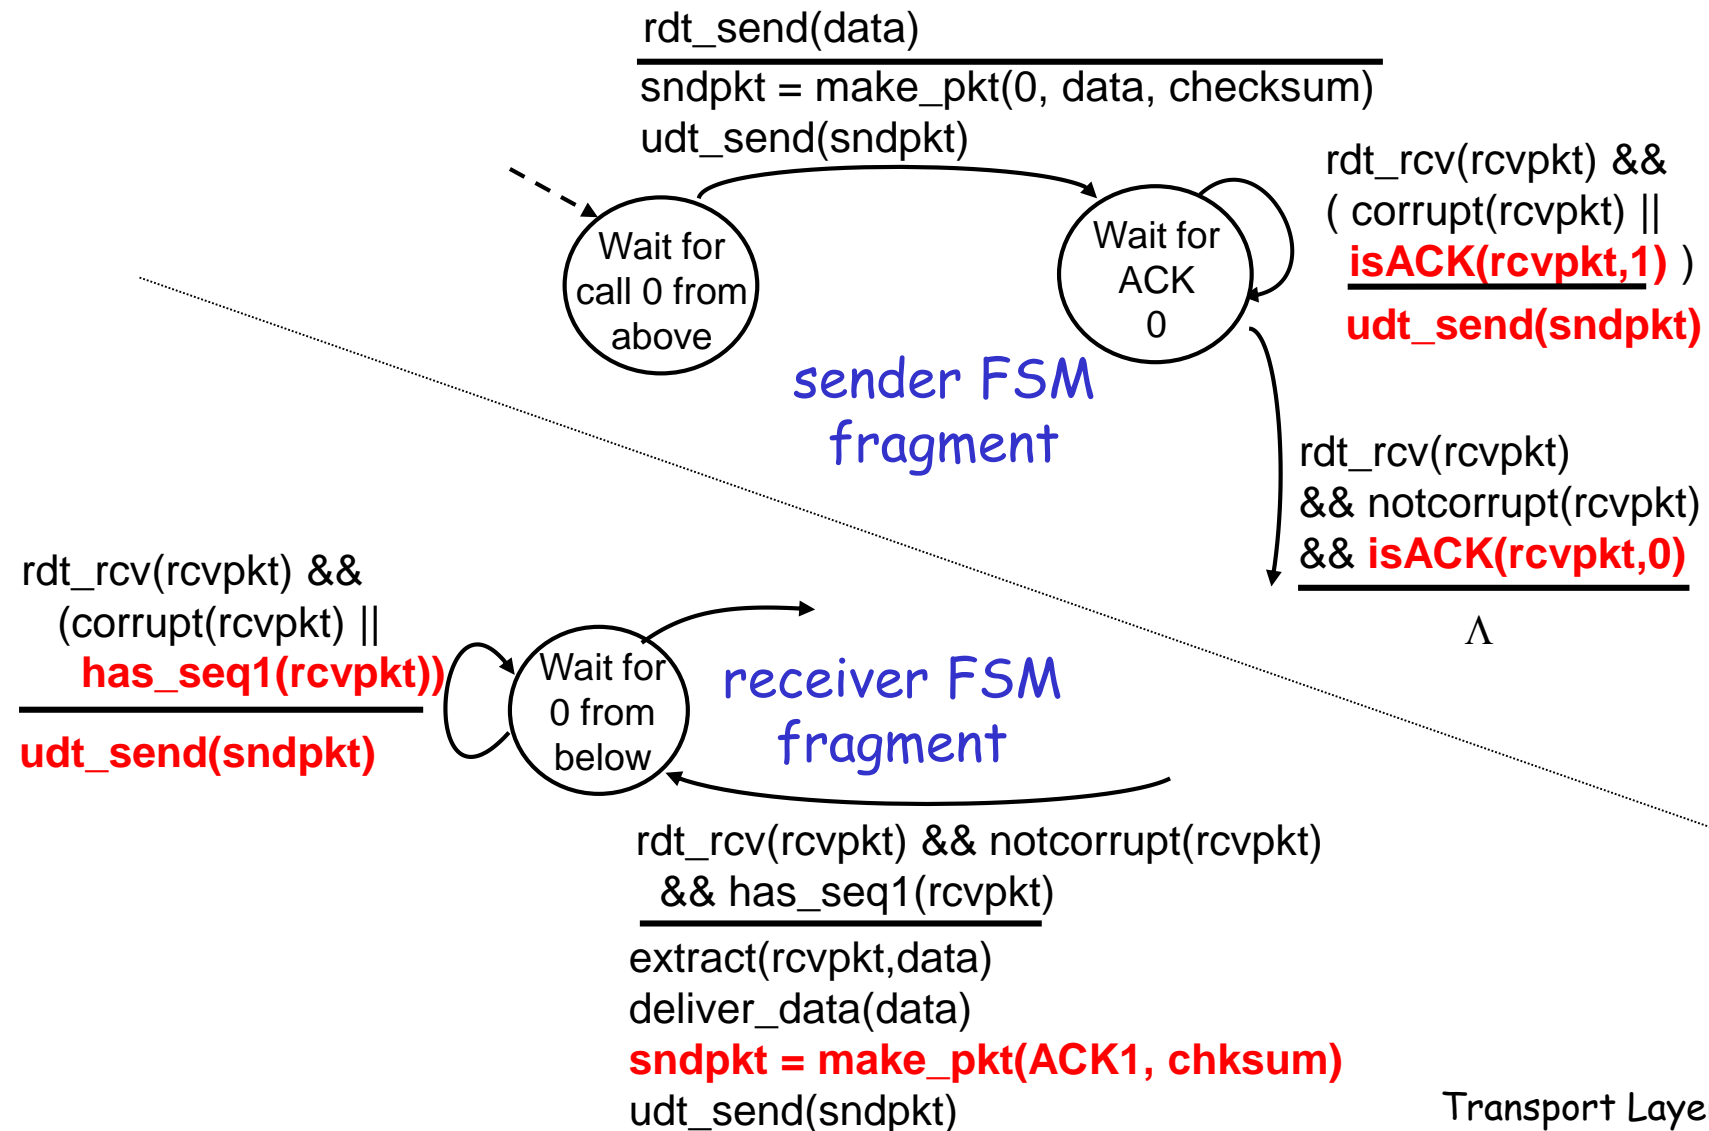 rdt_send(data)
sndpkt = make_pkt(0, data, checksum)
udt_send(sndpkt)
rdt_rcv(rcvpkt) &&
( corrupt(rcvpkt) ||
isACK(rcvpkt,1) )
udt_send(sndpkt)
Wait for
call 0 from
above
Wait for
ACK
0
sender FSM
fragment
rdt_rcv(rcvpkt)
&& notcorrupt(rcvpkt)
&& isACK(rcvpkt,0)
Λ
rdt_rcv(rcvpkt) &&
(corrupt(rcvpkt) ||
has_seq1(rcvpkt))
udt_send(sndpkt)
Wait for
0 from
below
receiver FSM
fragment
rdt_rcv(rcvpkt) && notcorrupt(rcvpkt)
&& has_seq1(rcvpkt)
extract(rcvpkt,data)
deliver_data(data)
sndpkt = make_pkt(ACK1, chksum)
udt_send(sndpkt)
Transport Laye